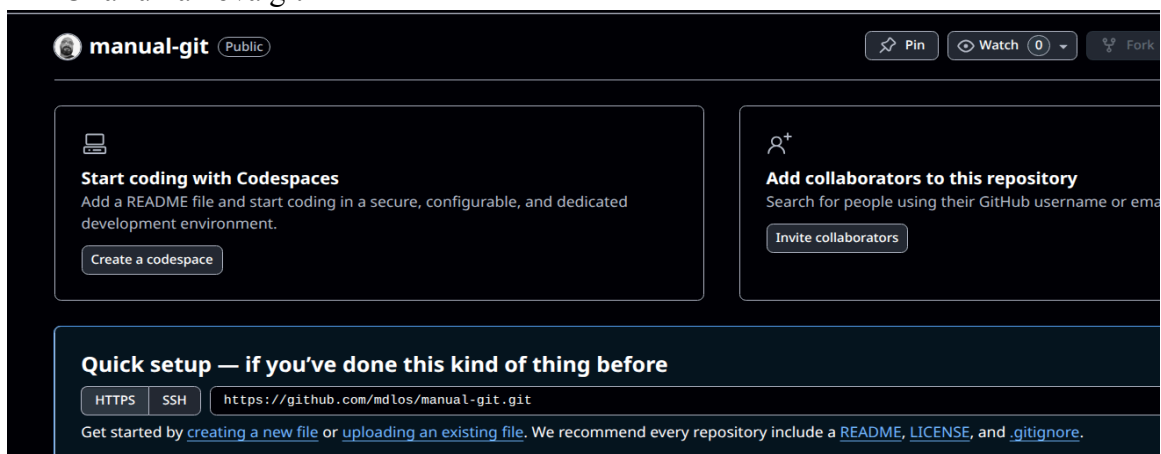 manual-git Public
Pin
Watch 0
Fork
Start coding with Codespaces
Add a README file and start coding in a secure, configurable, and dedicated
development environment.
Create a codespace
Add collaborators to this repository
Search for people using their GitHub username or ema
Invite collaborators
Quick setup — if you've done this kind of thing before
HTTPS SSH https://github.com/mdlos/manual-git.git
Get started by creating a new file or uploading an existing file. We recommend every repository include a README, LICENSE, and .gitignore.